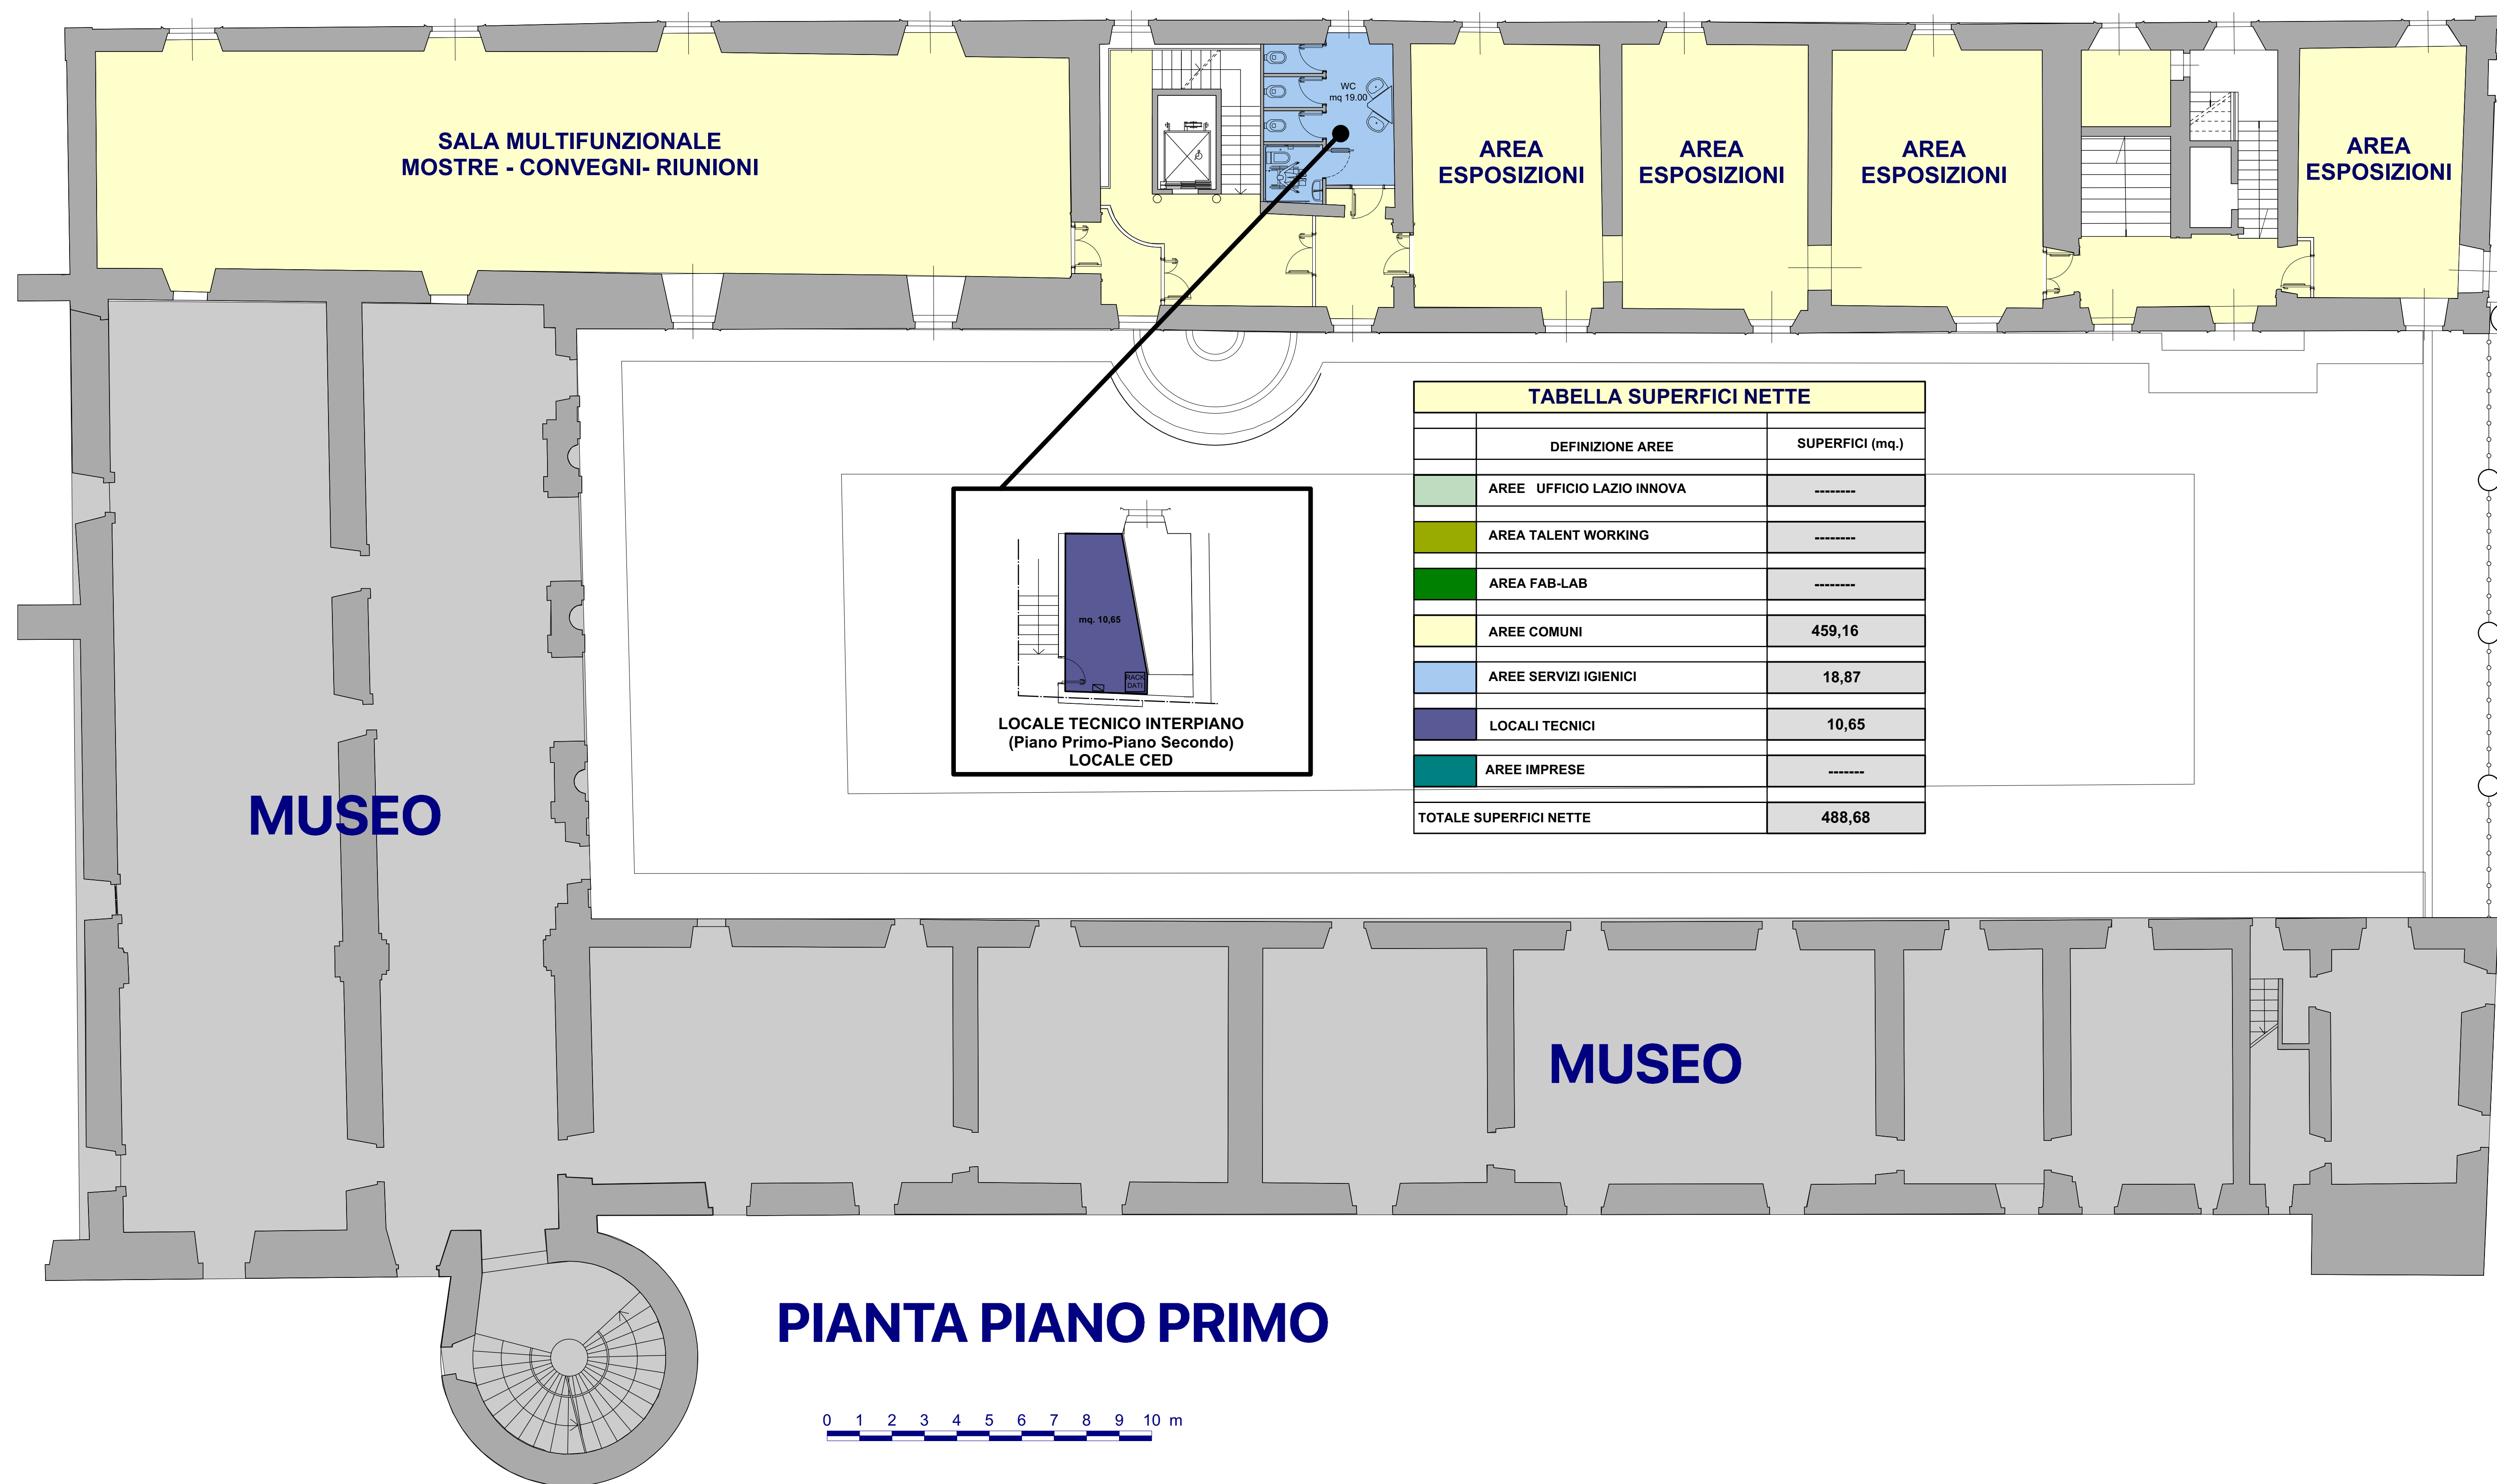 SALA MULTIFUNZIONALE
MOSTRE - CONVEGNI- RIUNIONI
WC
mq 19.00
AREA
ESPOSIZIONI
AREA
ESPOSIZIONI
AREA
ESPOSIZIONI
AREA
ESPOSIZIONI
TABELLA SUPERFICI NETTE
DEFINIZIONE AREE SUPERFICI (mq.)
AREE UFFICIO LAZIO INNOVA --------
AREA TALENT WORKING --------
AREA FAB-LAB --------
AREE COMUNI 459,16
AREE SERVIZI IGIENICI 18,87
LOCALI TECNICI 10,65
AREE IMPRESE -------
TOTALE SUPERFICI NETTE 488,68
mq. 10,65
RACK
DATI
LOCALE TECNICO INTERPIANO
(Piano Primo-Piano Secondo)
LOCALE CED
MUSEO
MUSEO
PIANTA PIANO PRIMO
0 1 2 3 4 5 6 7 8 9 10 m